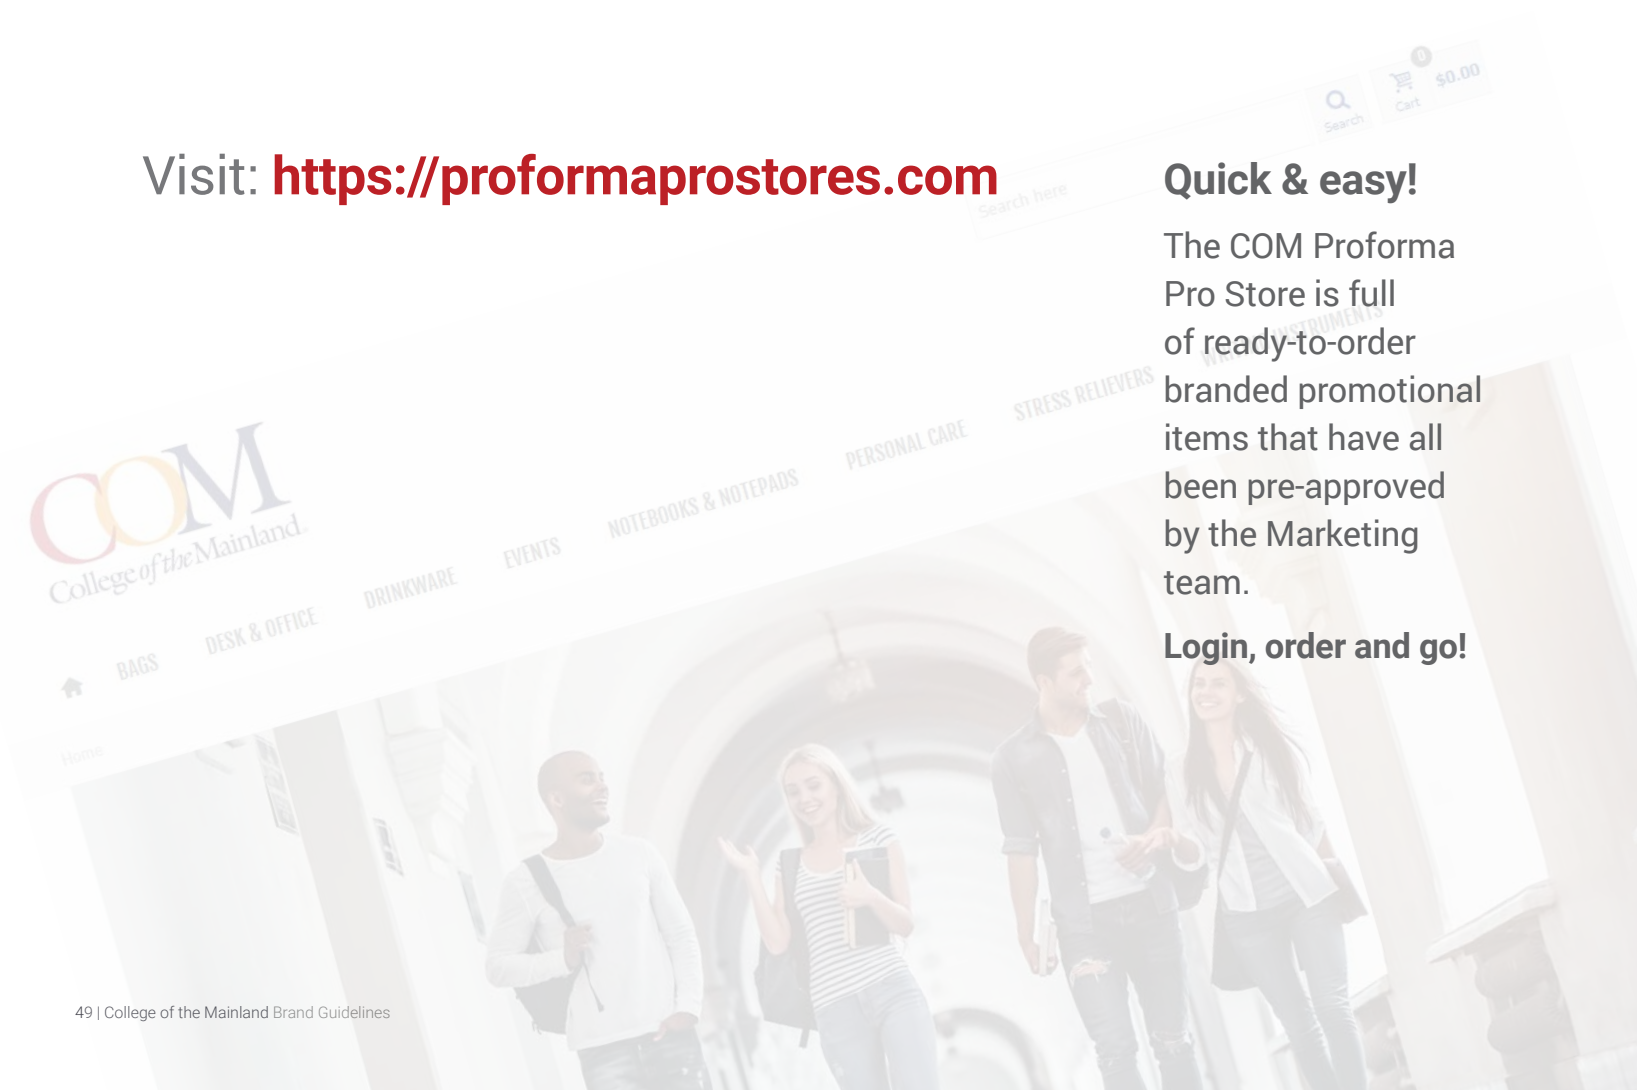 Visit: https://proformaprostores.com
Quick & easy!
The COM Proforma
Pro Store is full
of ready-to-order
branded promotional
items that have all
been pre-approved
by the Marketing
team.
Login, order and go!
0
Search
Cart
$0.00
Search here
COM
College of the Mainland®
BAGS
DESK & OFFICE
DRINKWARE
EVENTS
NOTEBOOKS & NOTEPADS
PERSONAL CARE
STRESS RELIEVERS
WRITING INSTRUMENTS
Home
49 | College of the Mainland Brand Guidelines